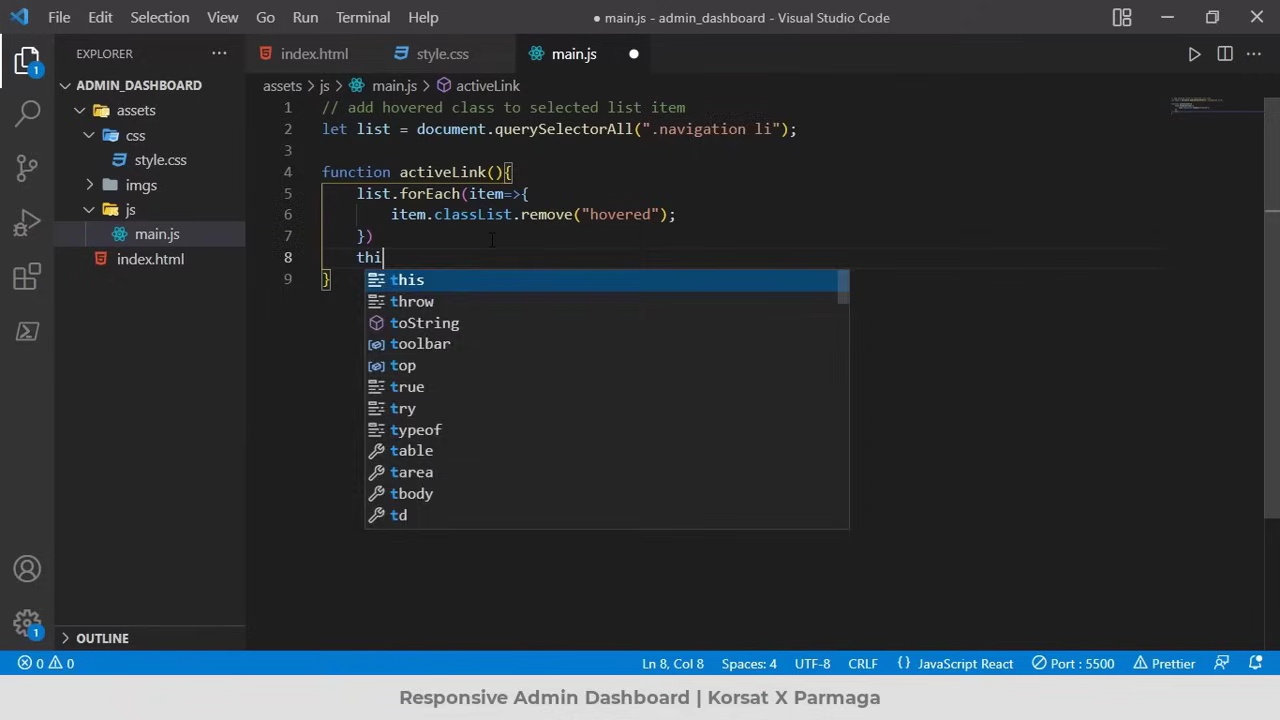 File Edit Selection View Go Run Terminal Help
● main.js - admin_dashboard - Visual Studio Code
EXPLORER ···
index.html style.css main.js ●
ADMIN_DASHBOARD
assets
css
style.css
imgs
js
main.js
index.html
assets > js > main.js > activeLink
1 // add hovered class to selected list item
2 let list = document.querySelectorAll(".navigation li");
3
4 function activeLink(){
5 list.forEach(item=>{
6 item.classList.remove("hovered");
7 })
8 thi
9 }
this
throw
toString
toolbar
top
true
try
typeof
table
tarea
tbody
td
1
1
OUTLINE
0 0 Ln 8, Col 8 Spaces: 4 UTF-8 CRLF {} JavaScript React Port : 5500 Prettier
Responsive Admin Dashboard | Korsat X Parmaga